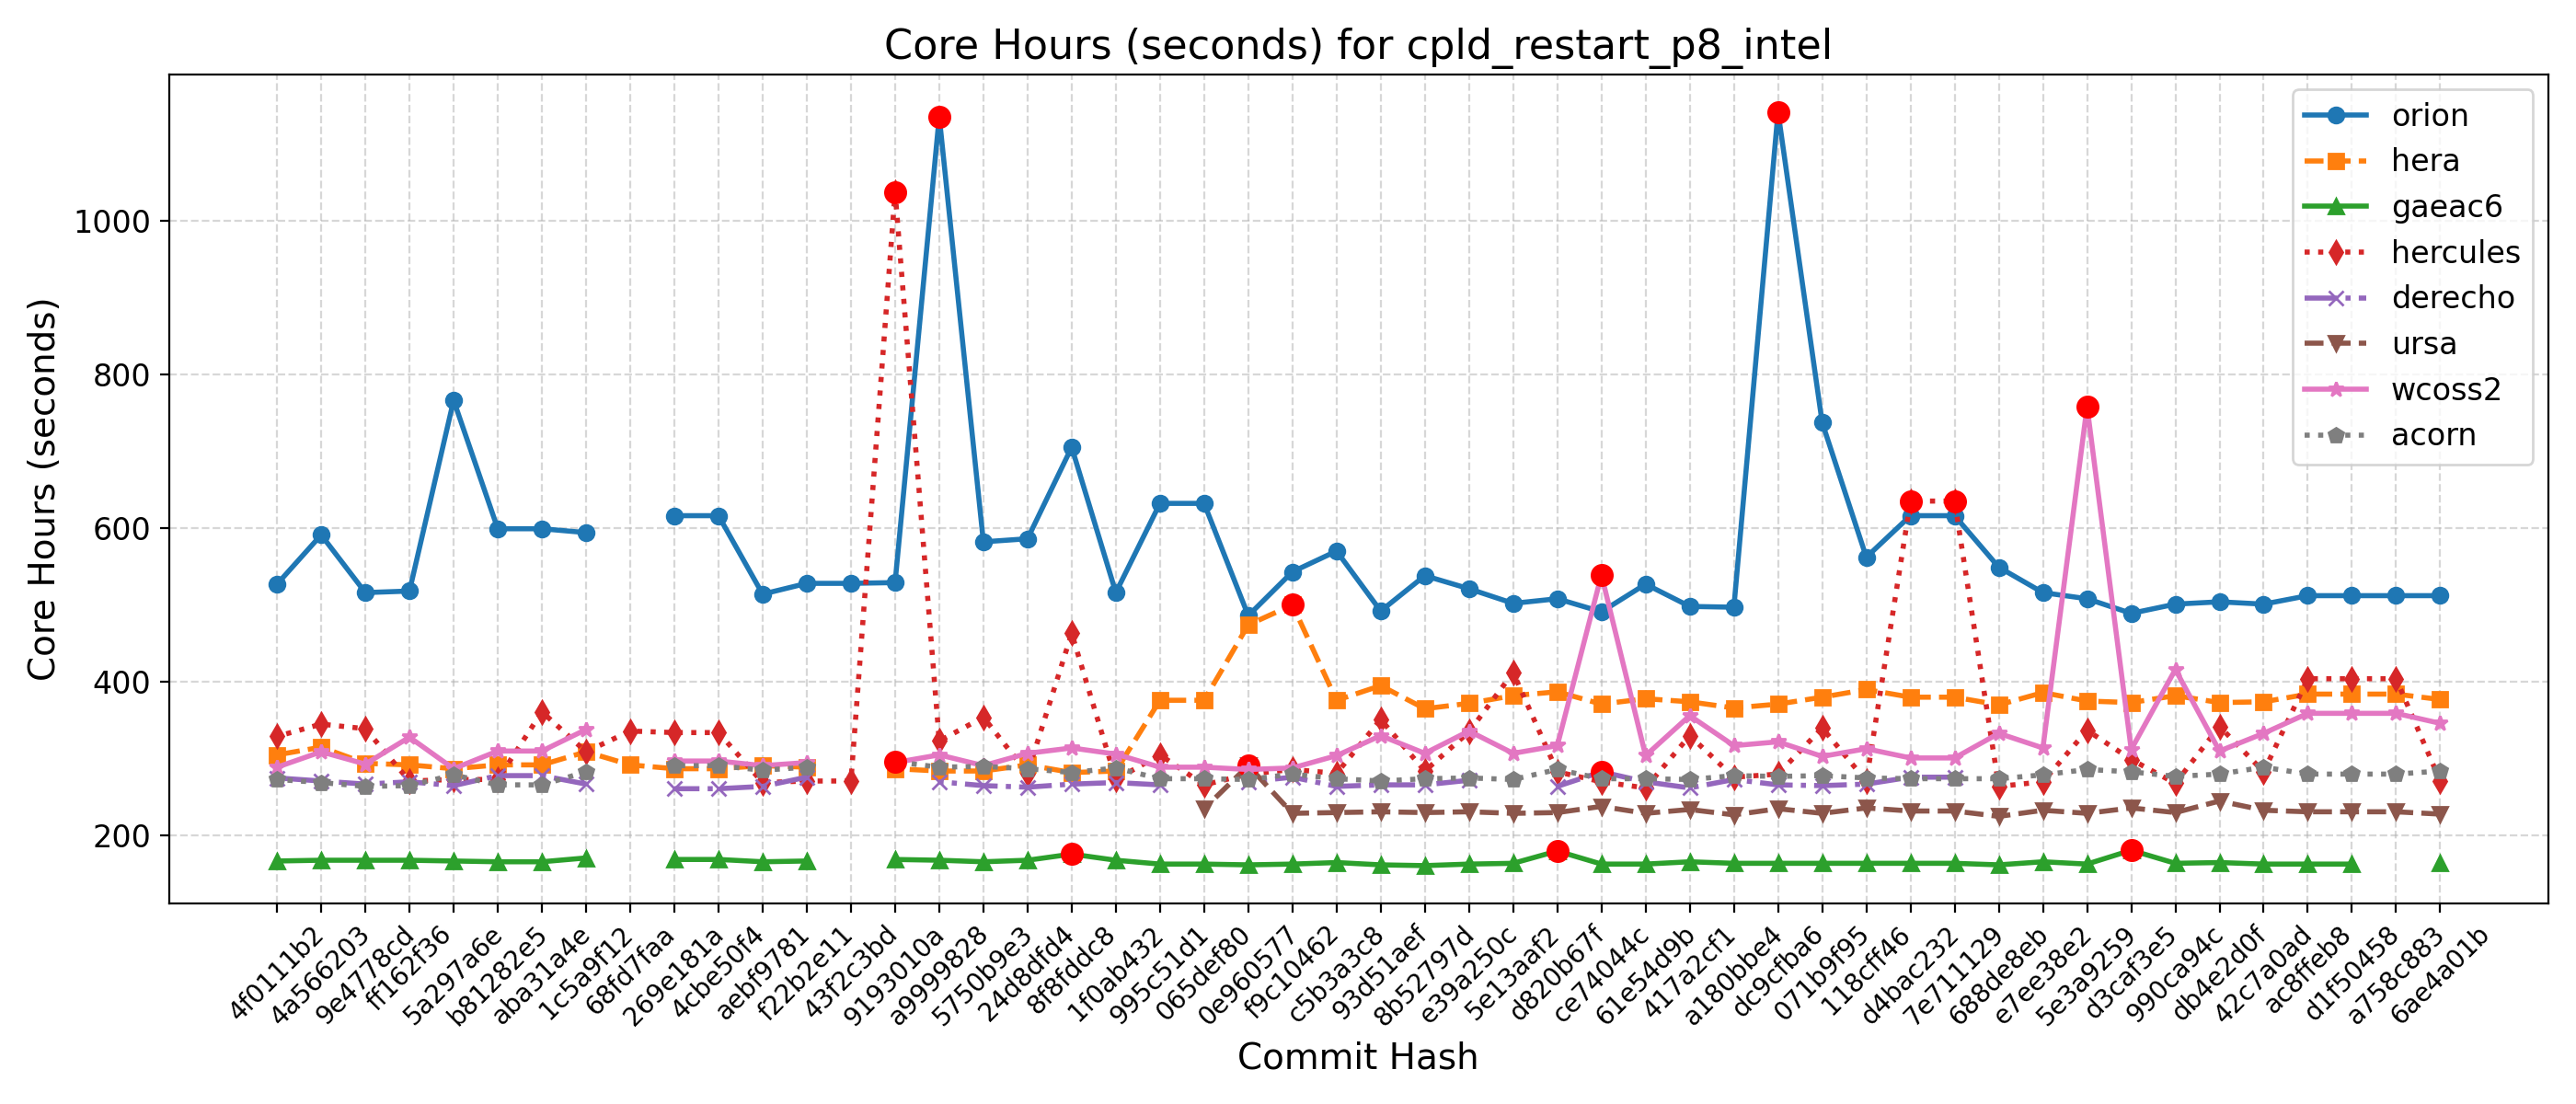 Core Hours (seconds) for cpld_restart_p8_intel
Core Hours (seconds)
1000
800
600
400
200
orion
hera
gaeac6
hercules
derecho
ursa
wcoss2
acorn
4f0111b2
4a566203
9e4778cd
ff162f36
5a297a6e
b81282e5
aba31a4e
1c5a9f12
68fd7faa
269e181a
4cbe50f4
aebf9781
f22b2e11
43f2c3bd
9193010a
a9999828
5750b9e3
24d8dfd4
8f8fddc8
1f0ab432
995c51d1
065def80
0e960577
f9c10462
c5b3a3c8
93d51aef
8b52797d
e39a250c
5e13aaf2
d820b67f
ce74044c
61e54d9b
417a2cf1
a180bbe4
dc9cfba6
071b9f95
118cff46
d4bac232
7e711129
688de8eb
e7ee38e2
5e3a9259
d3caf3e5
990ca94c
db4e2d0f
42c7a0ad
ac8ffeb8
d1f50458
a758c883
6ae4a01b
Commit Hash